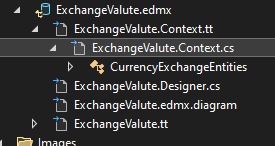 ExchangeValute.edmx
ExchangeValute.Context.tt
ExchangeValute.Context.cs
CurrencyExchangeEntities
ExchangeValute.Designer.cs
ExchangeValute.edmx.diagram
ExchangeValute.tt
Images